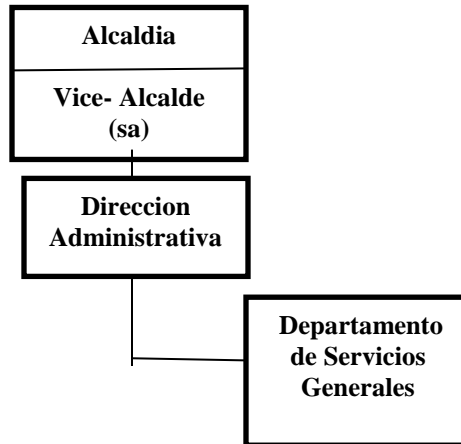 Alcaldia
Vice- Alcalde
(sa)
Direccion
Administrativa
Departamento
de Servicios
Generales